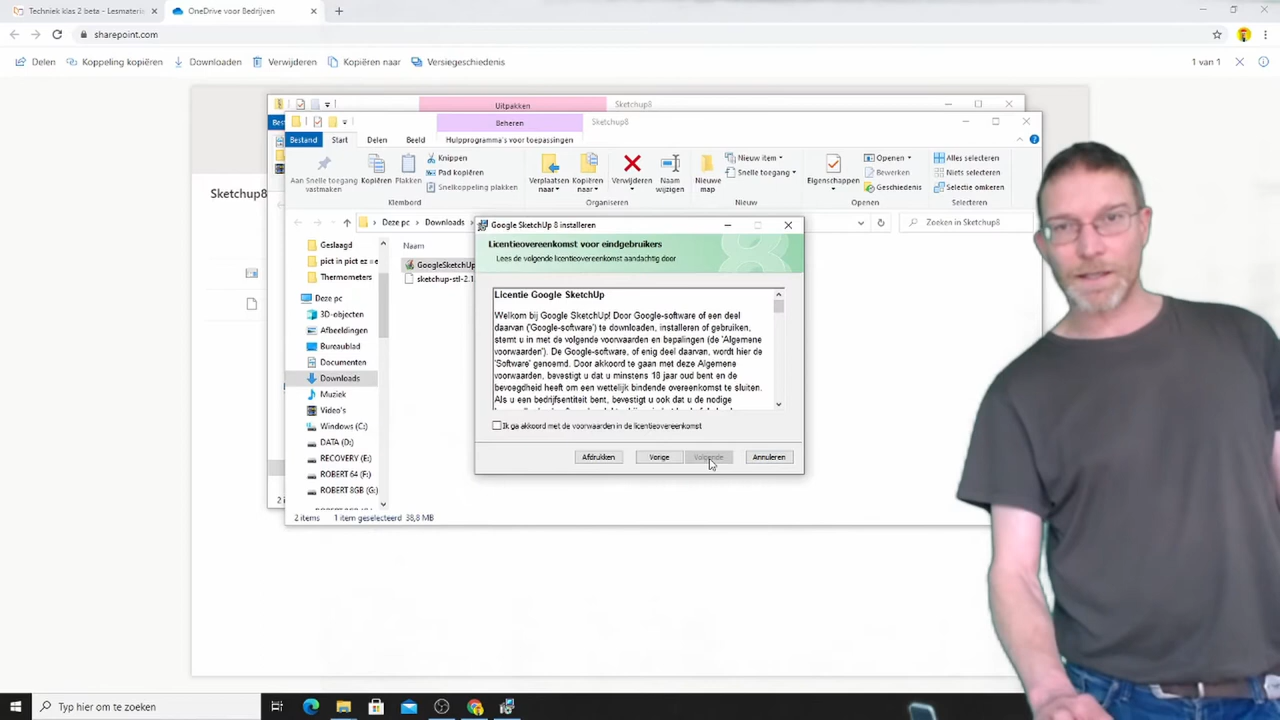 Techniek klas 2 beta - Lesmateria
OneDrive voor Bedrijven
sharepoint.com
Delen
Koppeling kopiëren
Downloaden
Verwijderen
Kopiëren naar
Versiegeschiedenis
1 van 1
Uitpakken
Sketchup8
Beheren
Sketchup8
Bestand
Start
Delen
Beeld
Hulpprogramma's voor toepassingen
Aan Snelle toegang
vastmaken
Kopiëren
Plakken
Knippen
Pad kopiëren
Snelkoppeling plakken
Klembord
Verplaatsen
naar
Kopiëren
naar
Verwijderen
Naam
wijzigen
Organiseren
Nieuwe
map
Nieuw item
Snelle toegang
Nieuw
Eigenschappen
Openen
Bewerken
Geschiedenis
Openen
Alles selecteren
Niets selecteren
Selectie omkeren
Selecteren
Sketchup8
Deze pc
Downloads
Zoeken in Sketchup8
Geslaagd
Thermometers
Deze pc
3D-objecten
Afbeeldingen
Bureaublad
Documenten
Downloads
Muziek
Video's
Windows (C:)
DATA (D:)
RECOVERY (E:)
ROBERT 64 (F:)
ROBERT 8GB (G:)
Naam
GoogleSketchUp
sketchup-stl-2.1
Google SketchUp 8 installeren
Licentieovereenkomst voor eindgebruikers
Lees de volgende licentieovereenkomst aandachtig door
8
Licentie Google SketchUp
Welkom bij Google SketchUp! Door Google-software of een deel
daarvan ('Google-software') te downloaden, installeren of gebruiken,
stemt u in met de volgende voorwaarden en bepalingen (de 'Algemene
voorwaarden'). De Google-software, of enig deel daarvan, wordt hier de
'Software' genoemd. Door akkoord te gaan met deze Algemene
voorwaarden, bevestigt u dat u minstens 18 jaar oud bent en de
bevoegdheid heeft om een wettelijk bindende overeenkomst te sluiten.
Als u een bedrijfsentiteit bent, bevestigt u ook dat u de nodige
Ik ga akkoord met de voorwaarden in de licentieovereenkomst
Afdrukken
Vorige
Volgende
Annuleren
2 items
1 item geselecteerd 38,8 MB
Typ hier om te zoeken